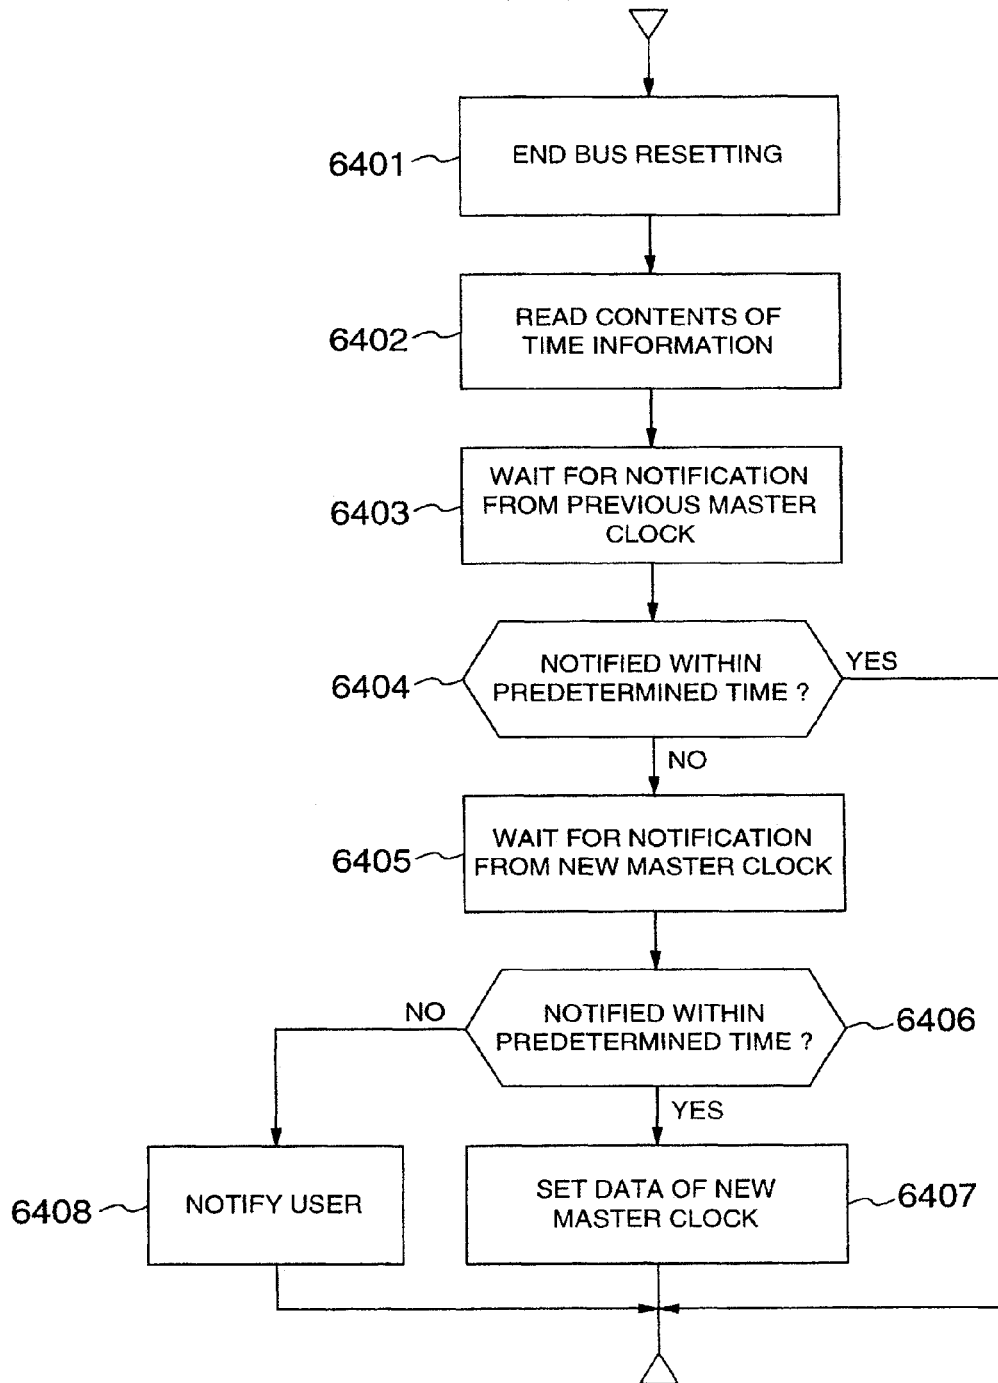 6401
END BUS RESETTING
6402
READ CONTENTS OF
TIME INFORMATION
6403
WAIT FOR NOTIFICATION
FROM PREVIOUS MASTER
CLOCK
6404
NOTIFIED WITHIN
PREDETERMINED TIME ?
YES
NO
6405
WAIT FOR NOTIFICATION
FROM NEW MASTER CLOCK
NO
NOTIFIED WITHIN
PREDETERMINED TIME ?
6406
YES
6408
NOTIFY USER
SET DATA OF NEW
MASTER CLOCK
6407